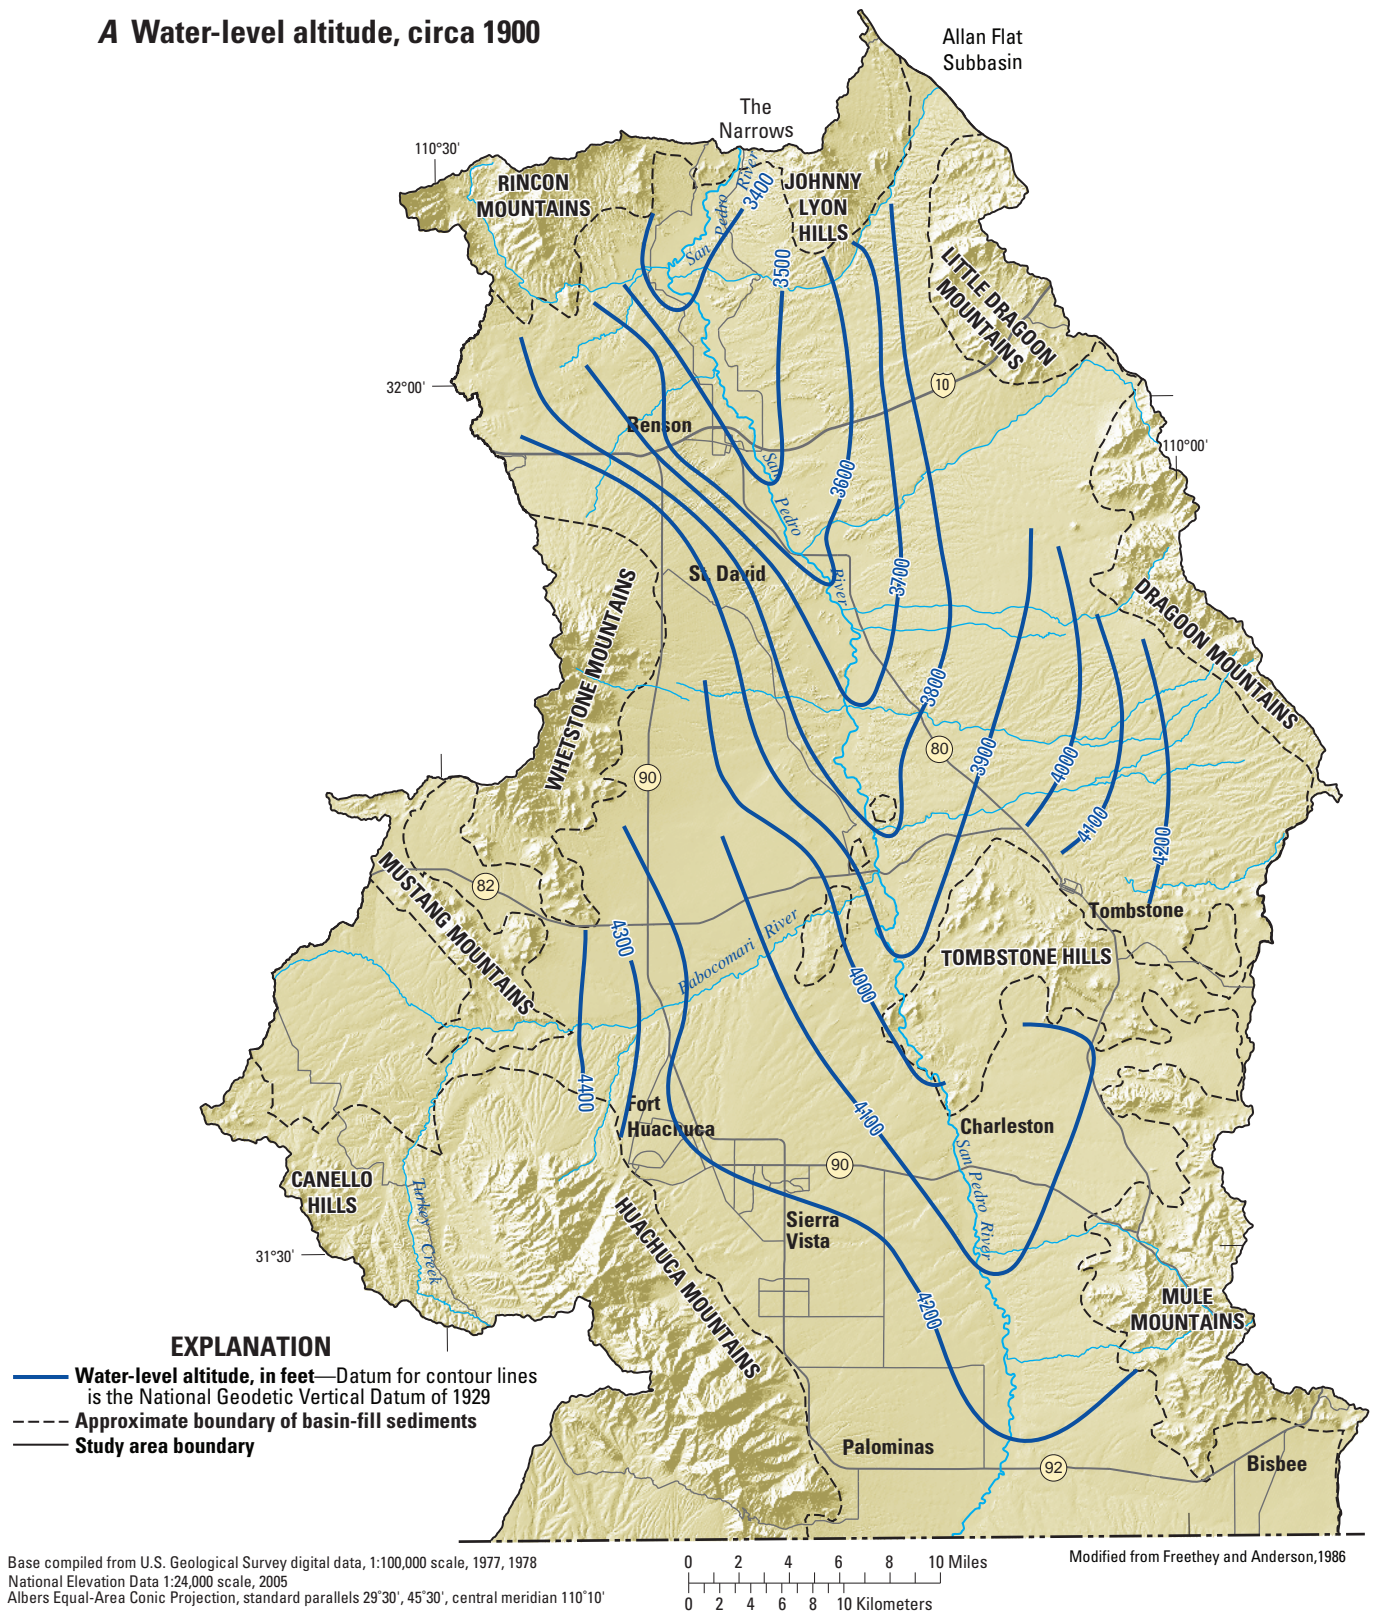 A Water-level altitude, circa 1900
Allan Flat
Subbasin
The
Narrows
110°30'
RINCON
MOUNTAINS
San Pedro River
3400
JOHNNY
LYON
HILLS
3500
LITTLE DRAGOON
MOUNTAINS
32°00'
10
Benson
110°00'
San Pedro River
3600
St. David
3700
DRAGOON MOUNTAINS
WHETSTONE MOUNTAINS
3800
90
80
3900
4000
4100
4200
MUSTANG MOUNTAINS
82
Tombstone
4300
Babocomari River
TOMBSTONE HILLS
4000
4400
Fort
Huachuca
4100
Charleston
90
San Pedro River
CANELLO
HILLS
Turkey Creek
Sierra
Vista
HUACHUCA MOUNTAINS
31°30'
4200
MULE
MOUNTAINS
EXPLANATION
Water-level altitude, in feet—Datum for contour lines
is the National Geodetic Vertical Datum of 1929
Approximate boundary of basin-fill sediments
Study area boundary
Palominas
92
Bisbee
Base compiled from U.S. Geological Survey digital data, 1:100,000 scale, 1977, 1978
National Elevation Data 1:24,000 scale, 2005
Albers Equal-Area Conic Projection, standard parallels 29°30', 45°30', central meridian 110°10'
0 2 4 6 8 10 Miles
0 2 4 6 8 10 Kilometers
Modified from Freethey and Anderson,1986